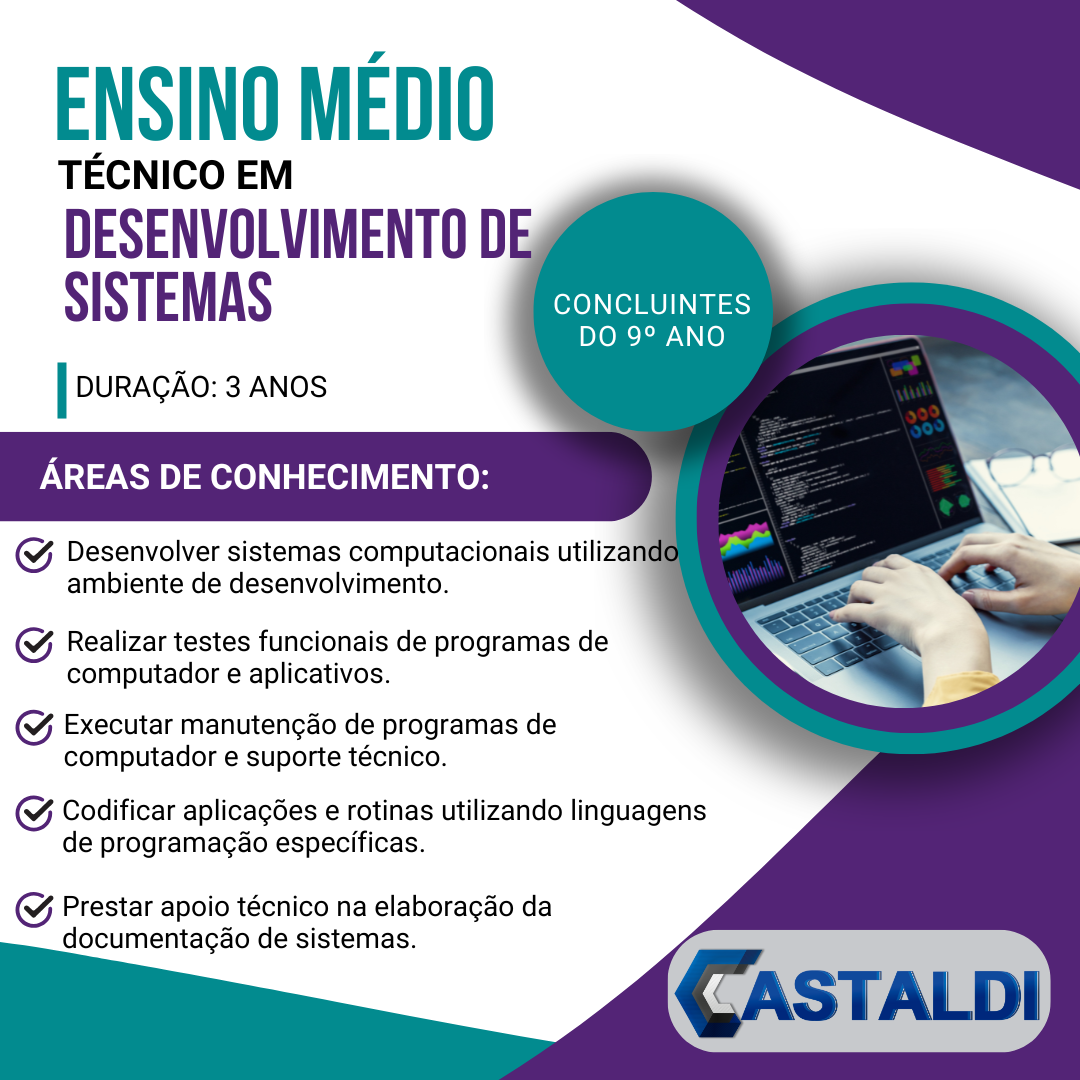 ENSINO MÉDIO
TÉCNICO EM
DESENVOLVIMENTO DE
SISTEMAS
CONCLUINTES
DO 9º ANO
DURAÇÃO: 3 ANOS
ÁREAS DE CONHECIMENTO:
Desenvolver sistemas computacionais utilizando
ambiente de desenvolvimento.
Realizar testes funcionais de programas de
computador e aplicativos.
Executar manutenção de programas de
computador e suporte técnico.
Codificar aplicações e rotinas utilizando linguagens
de programação específicas.
Prestar apoio técnico na elaboração da
documentação de sistemas.
CASTALDI